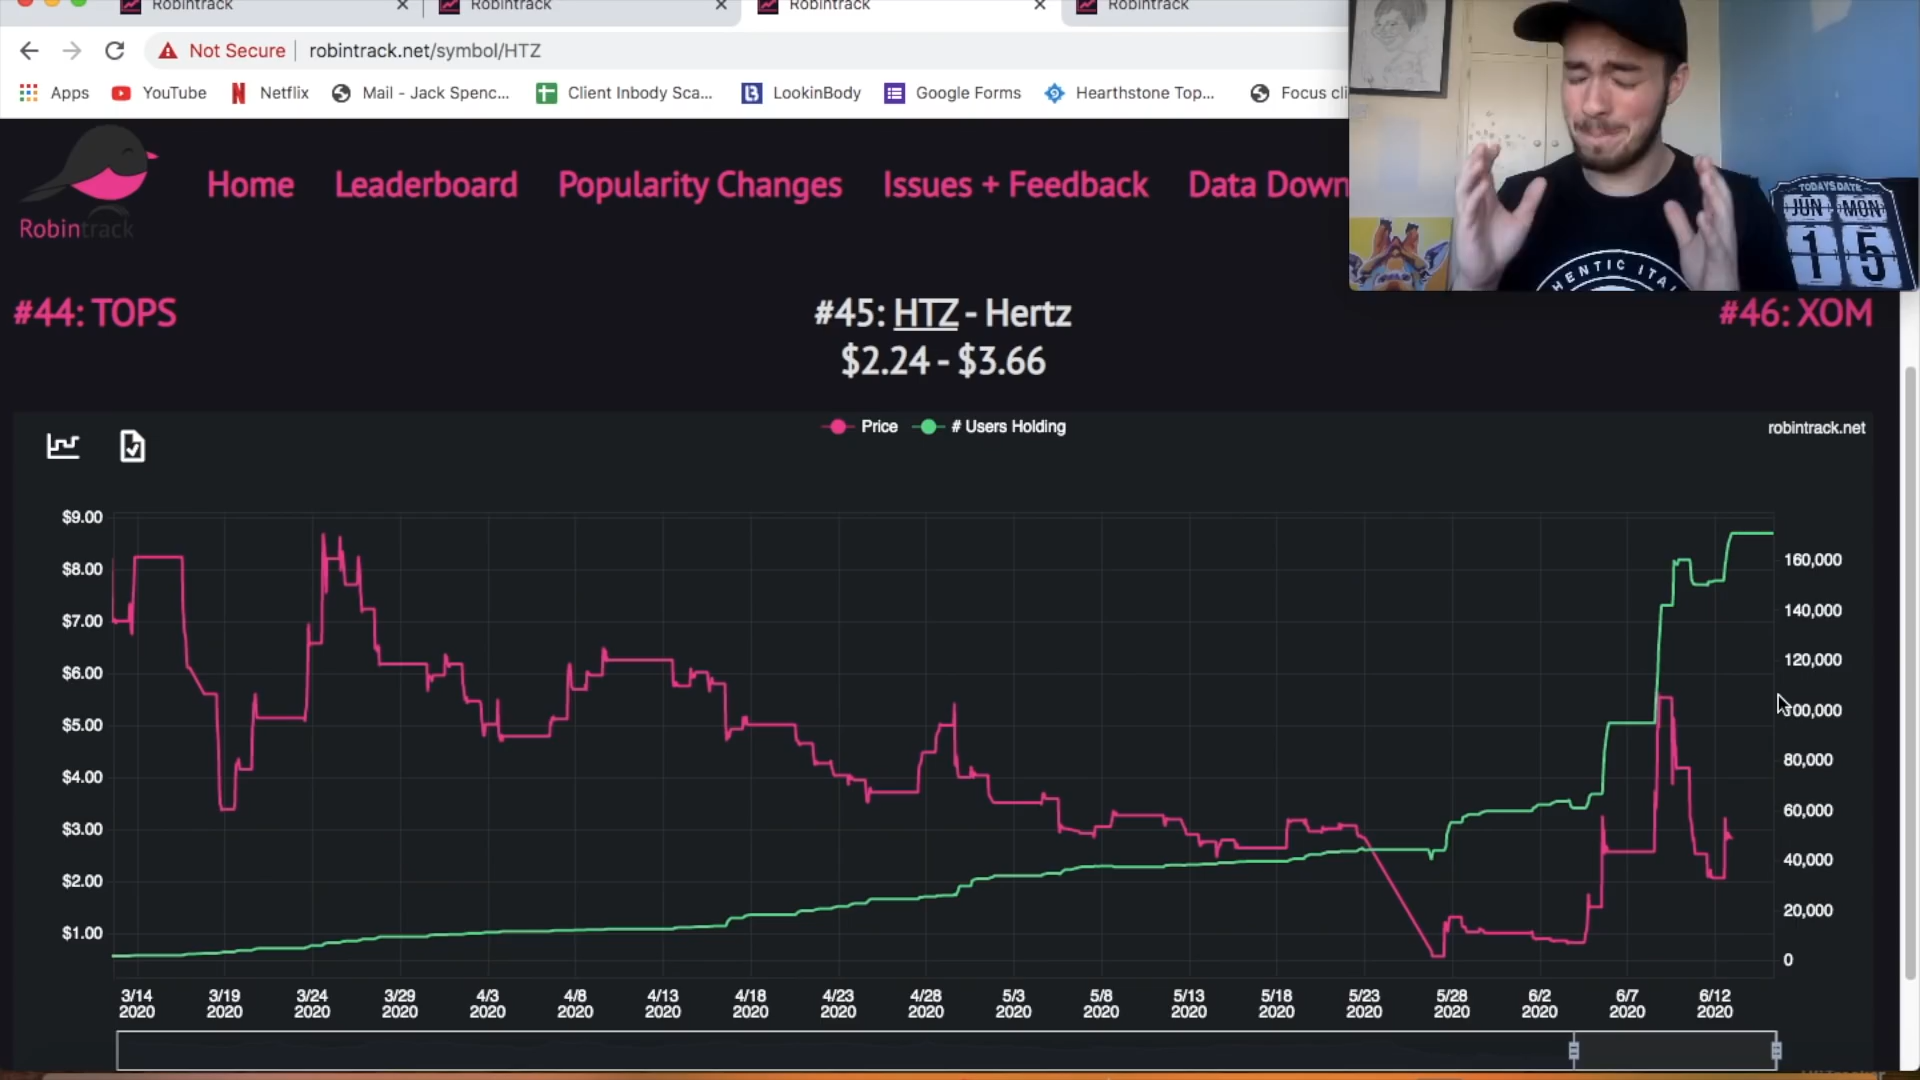 Robintrack
Robintrack
Robintrack
Robintrack
Not Secure
robintrack.net/symbol/HTZ
Apps
YouTube
Netflix
Mail - Jack Spenc...
Client Inbody Sca...
LookinBody
Google Forms
Hearthstone Top...
Focus cli
TODAYS DATE
JUN MON
1 5
HENTIC ITA
Home
Leaderboard
Popularity Changes
Issues + Feedback
Data Down
Robintrack
#44: TOPS
#45: HTZ - Hertz
#46: XOM
$2.24 - $3.66
Price
# Users Holding
robintrack.net
$9.00
$8.00
$7.00
$6.00
$5.00
$4.00
$3.00
$2.00
$1.00
160,000
140,000
120,000
00,000
80,000
60,000
40,000
20,000
0
3/14 2020
3/19 2020
3/24 2020
3/29 2020
4/3 2020
4/8 2020
4/13 2020
4/18 2020
4/23 2020
4/28 2020
5/3 2020
5/8 2020
5/13 2020
5/18 2020
5/23 2020
5/28 2020
6/2 2020
6/7 2020
6/12 2020